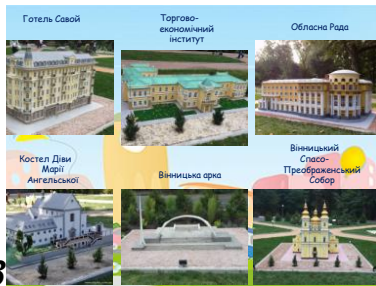 Готель Савой
Торгово-
економічний
інститут
Обласна Рада
Костел Діви
Марії
Ангельської
Вінницька арка
Вінницький
Спасо-
Преображенський
Собор